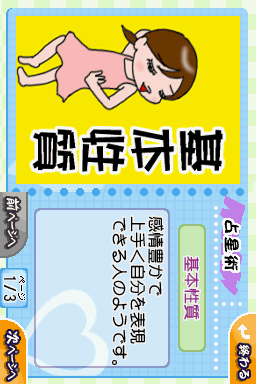 基本性質
占星術
基本性質
感情豊かで
上手く自分を表現
できる人のようです。
前ページへ
ページ
1/3
次ページへ
終わる